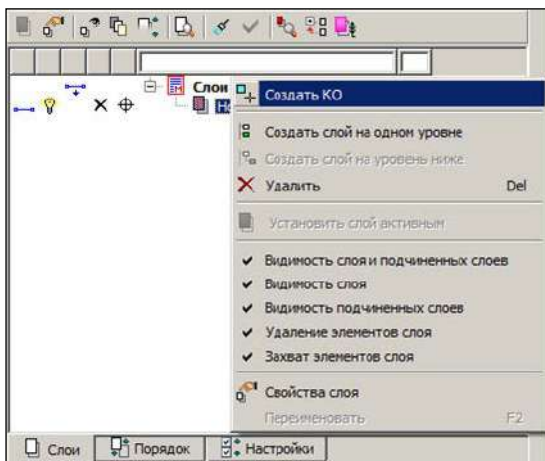 Слои
Создать КО
Создать слой на одном уровне
Создать слой на уровень ниже
Удалить Del
Установить слой активным
Видимость слоя и подчиненных слоев
Видимость слоя
Видимость подчиненных слоев
Удаление элементов слоя
Захват элементов слоя
Свойства слоя
Переименовать F2
Слои Порядок Настройки